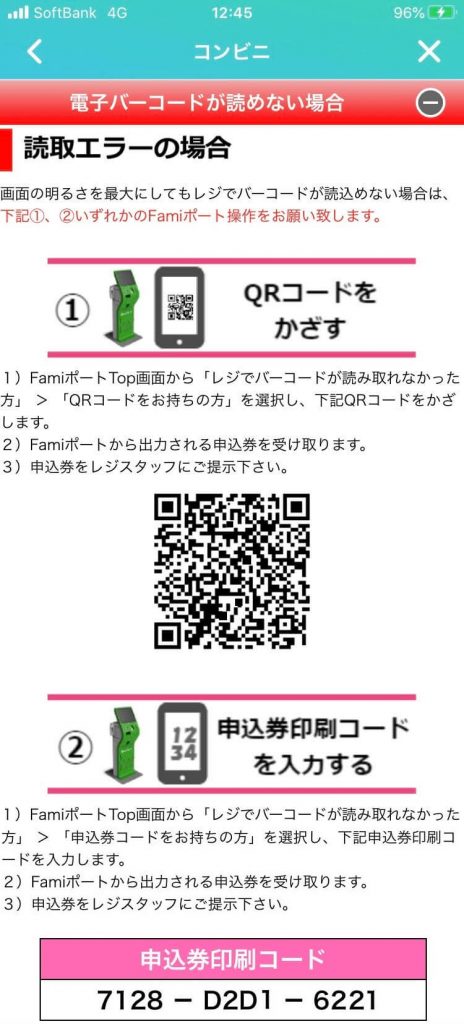 SoftBank 4G 12:45 96%
コンビニ
電子バーコードが読めない場合
読取エラーの場合
画面の明るさを最大にしてもレジでバーコードが読込めない場合は、
下記①、②いずれかのFamiポート操作をお願い致します。
① QRコードを
かざす
１）FamiポートTop画面から「レジでバーコードが読み取れなかった
方」 ＞ 「QRコードをお持ちの方」を選択し、下記QRコードをかざ
します。
２）Famiポートから出力される申込券を受け取ります。
３）申込券をレジスタッフにご提示下さい。
② 12
34
申込券印刷コード
を入力する
１）FamiポートTop画面から「レジでバーコードが読み取れなかった
方」 ＞ 「申込券コードをお持ちの方」を選択し、下記申込券印刷コ
ードを入力します。
２）Famiポートから出力される申込券を受け取ります。
３）申込券をレジスタッフにご提示下さい。
申込券印刷コード
7128 － D2D1 － 6221